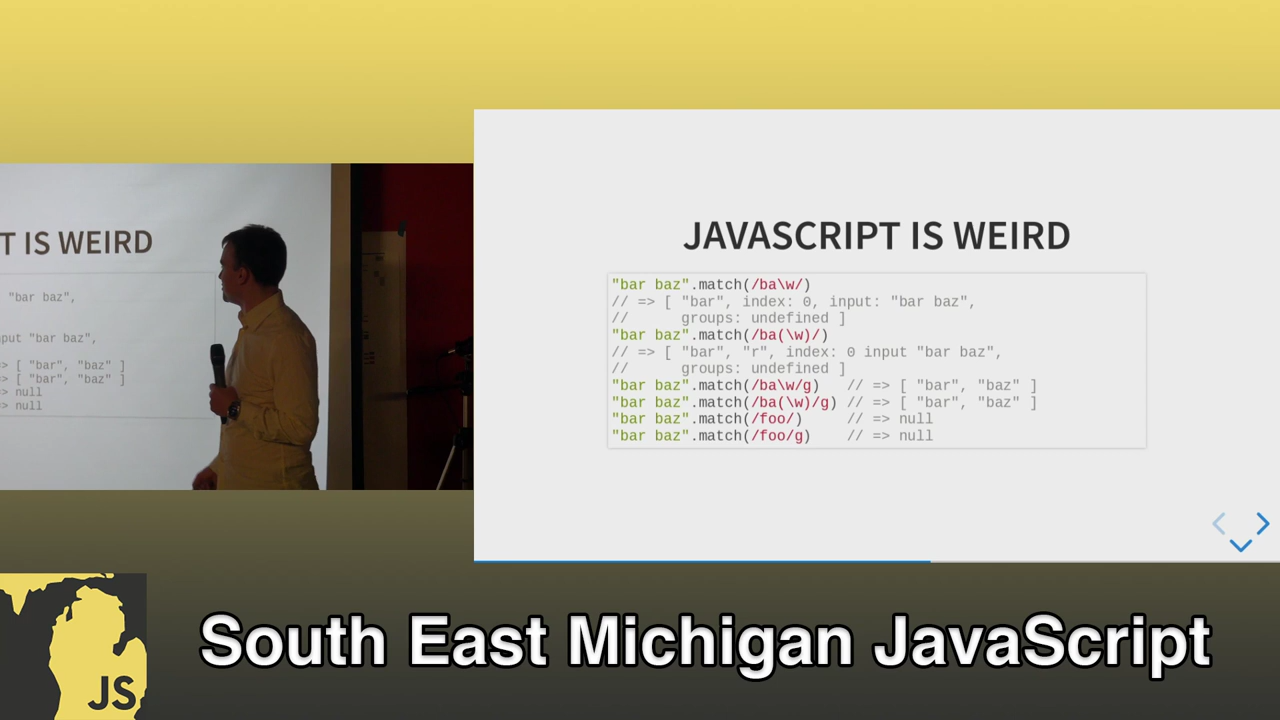 T IS WEIRD
"bar baz",
nput "bar baz",
=> [ "bar", "baz" ]
=> [ "bar", "baz" ]
=> null
=> null
JAVASCRIPT IS WEIRD
"bar baz".match(/ba\w/)
// => [ "bar", index: 0, input: "bar baz",
//      groups: undefined ]
"bar baz".match(/ba(\w)/)
// => [ "bar", "r", index: 0 input "bar baz",
//      groups: undefined ]
"bar baz".match(/ba\w/g)   // => [ "bar", "baz" ]
"bar baz".match(/ba(\w)/g) // => [ "bar", "baz" ]
"bar baz".match(/foo/)     // => null
"bar baz".match(/foo/g)    // => null
JS
South East Michigan JavaScript